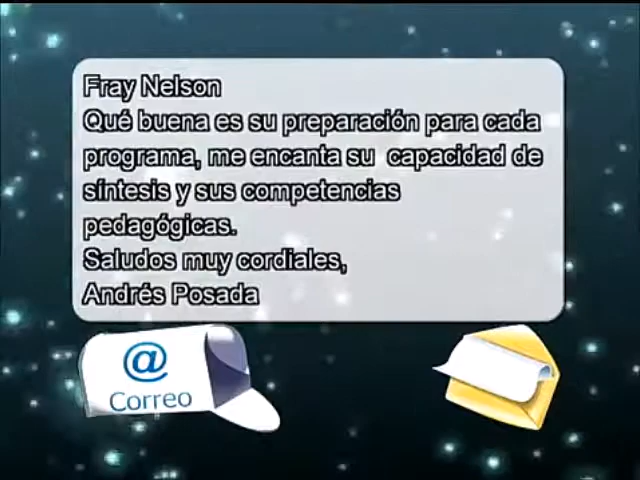 Fray Nelson
Qué buena es su preparación para cada
programa, me encanta su capacidad de
síntesis y sus competencias
pedagógicas.
Saludos muy cordiales,
Andrés Posada
@
Correo